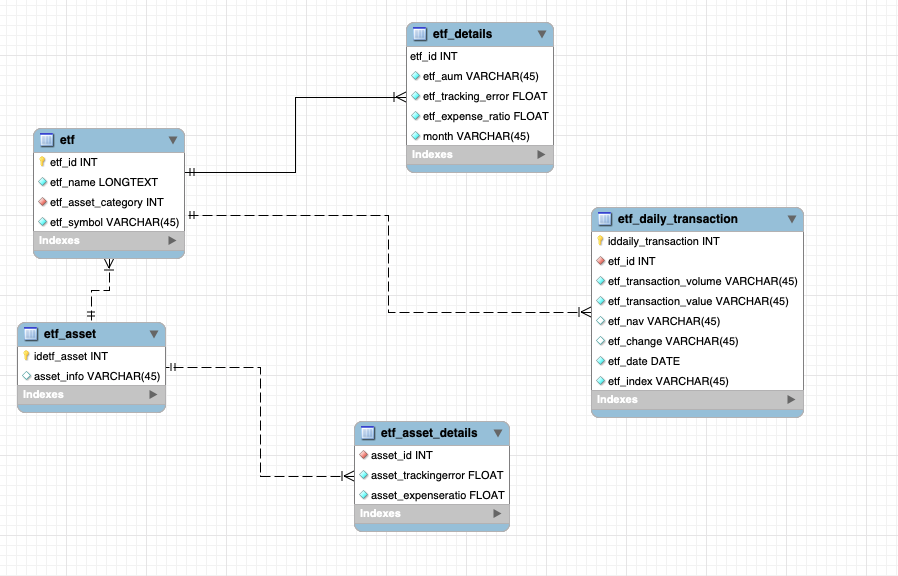 etf_details
etf_id INT
etf_aum VARCHAR(45)
etf_tracking_error FLOAT
etf_expense_ratio FLOAT
month VARCHAR(45)
Indexes
etf
etf_id INT
etf_name LONGTEXT
etf_asset_category INT
etf_symbol VARCHAR(45)
Indexes
etf_daily_transaction
iddaily_transaction INT
etf_id INT
etf_transaction_volume VARCHAR(45)
etf_transaction_value VARCHAR(45)
etf_nav VARCHAR(45)
etf_change VARCHAR(45)
etf_date DATE
etf_index VARCHAR(45)
Indexes
etf_asset
idetf_asset INT
asset_info VARCHAR(45)
Indexes
etf_asset_details
asset_id INT
asset_trackingerror FLOAT
asset_expenseratio FLOAT
Indexes